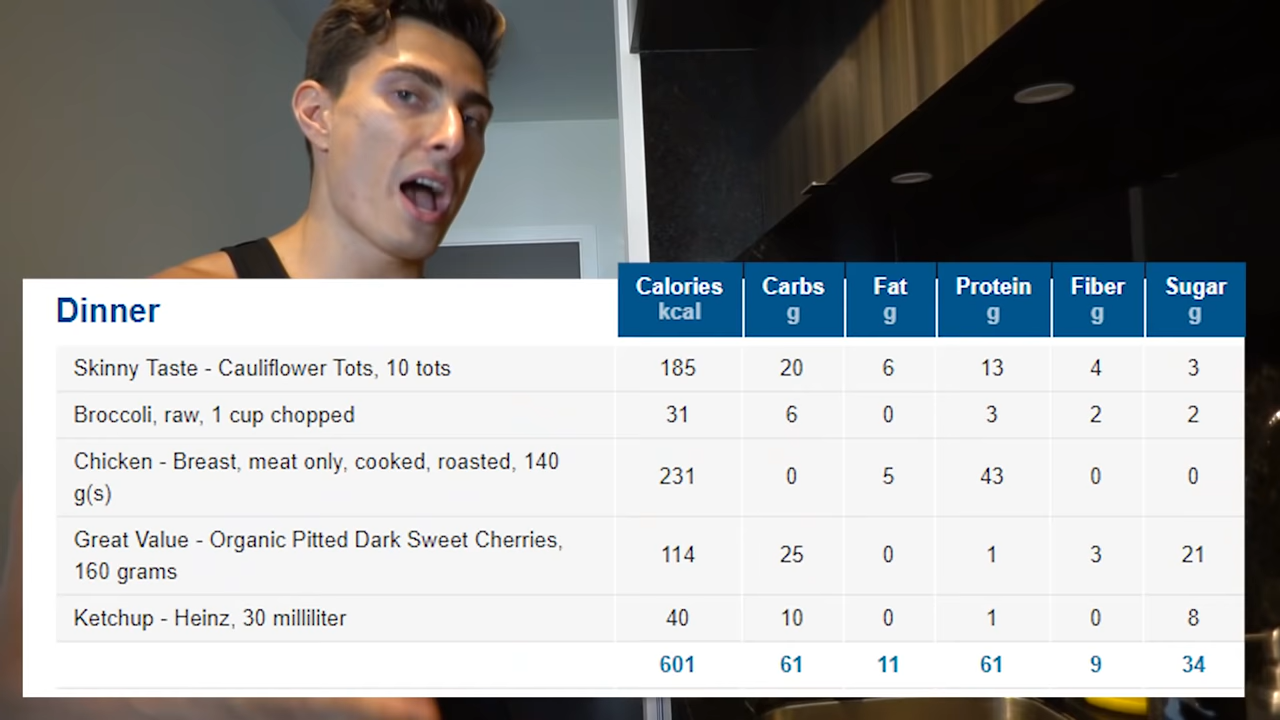 Dinner Calories Carbs Fat Protein Fiber Sugar
kcal g g g g g
Skinny Taste - Cauliflower Tots, 10 tots 185 20 6 13 4 3
Broccoli, raw, 1 cup chopped 31 6 0 3 2 2
Chicken - Breast, meat only, cooked, roasted, 140
g(s) 231 0 5 43 0 0
Great Value - Organic Pitted Dark Sweet Cherries,
160 grams 114 25 0 1 3 21
Ketchup - Heinz, 30 milliliter 40 10 0 1 0 8
601 61 11 61 9 34